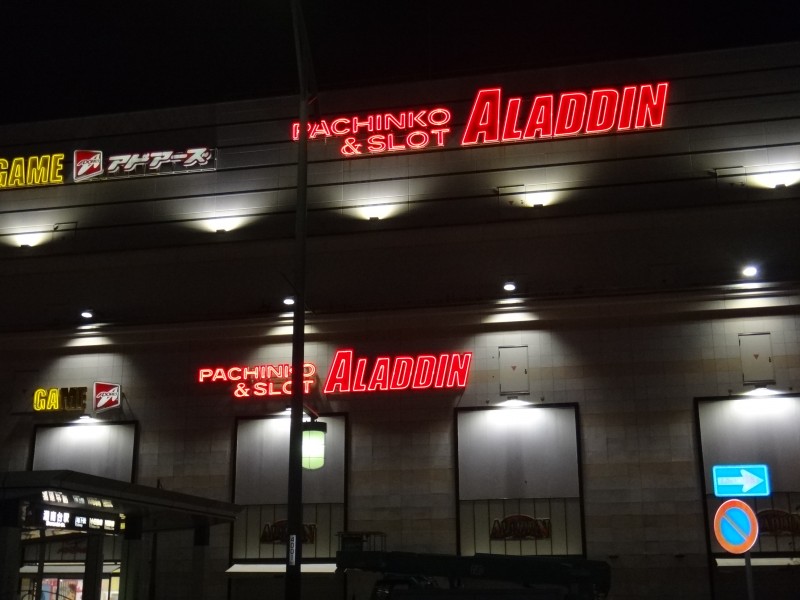 PACHINKO
& SLOT
ALADDIN
GAME
アドアーズ
PACHINKO
& SLOT
ALADDIN
GAME